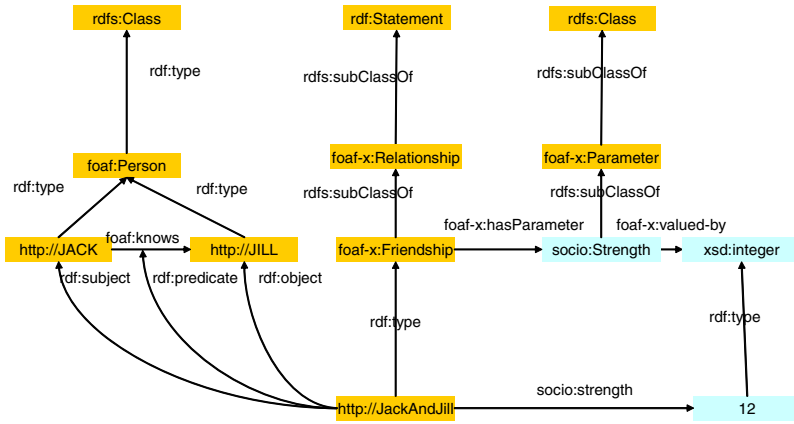 rdfs:Class
rdf:Statement
rdfs:Class
rdf:type
rdfs:subClassOf
rdfs:subClassOf
foaf:Person
foaf-x:Relationship
foaf-x:Parameter
rdf:type
rdf:type
rdfs:subClassOf
rdfs:subClassOf
foaf-x:hasParameter
foaf-x:valued-by
foaf:knows
http://JACK
http://JILL
foaf-x:Friendship
socio:Strength
xsd:integer
rdf:subject
rdf:predicate
rdf:object
rdf:type
rdf:type
socio:strength
http://JackAndJill
12